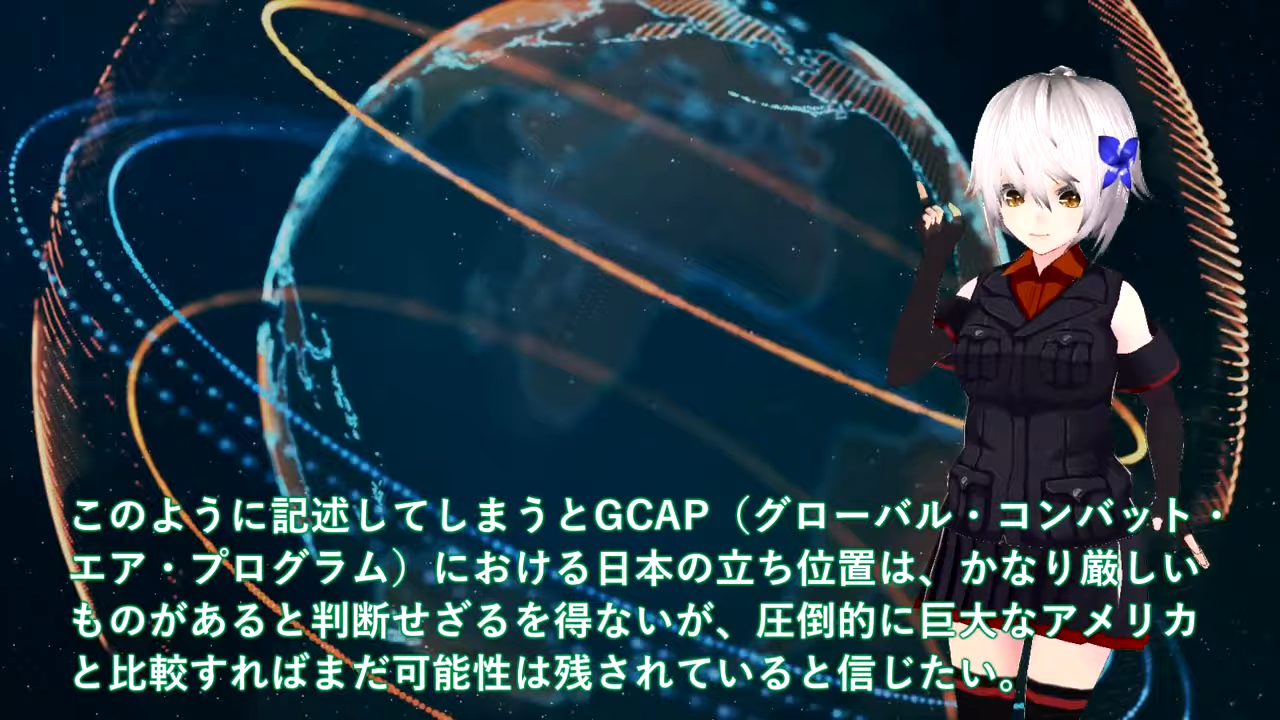 このように記述してしまうとGCAP（グローバル・コンバット・
エア・プログラム）における日本の立ち位置は、かなり厳しい
ものがあると判断せざるを得ないが、圧倒的に巨大なアメリカ
と比較すればまだ可能性は残されていると信じたい。